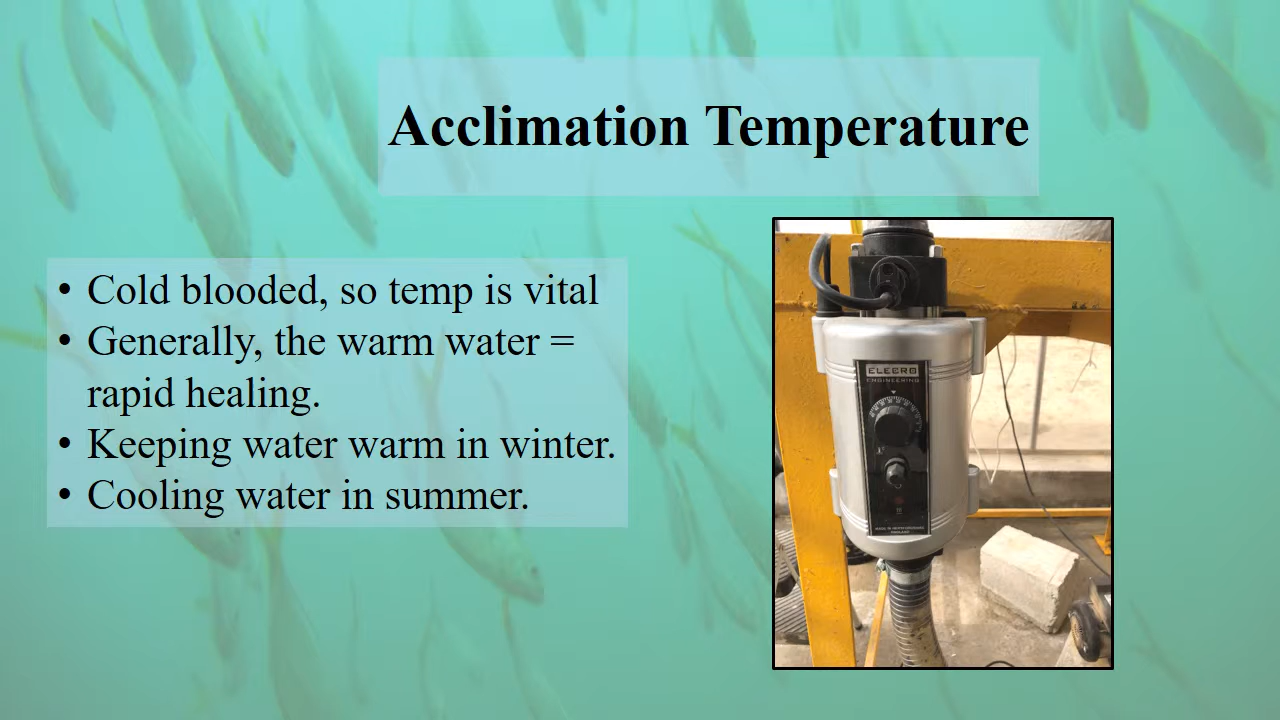 Acclimation Temperature
• Cold blooded, so temp is vital
• Generally, the warm water =
rapid healing.
• Keeping water warm in winter.
• Cooling water in summer.
ELECRO
ENGINEERING